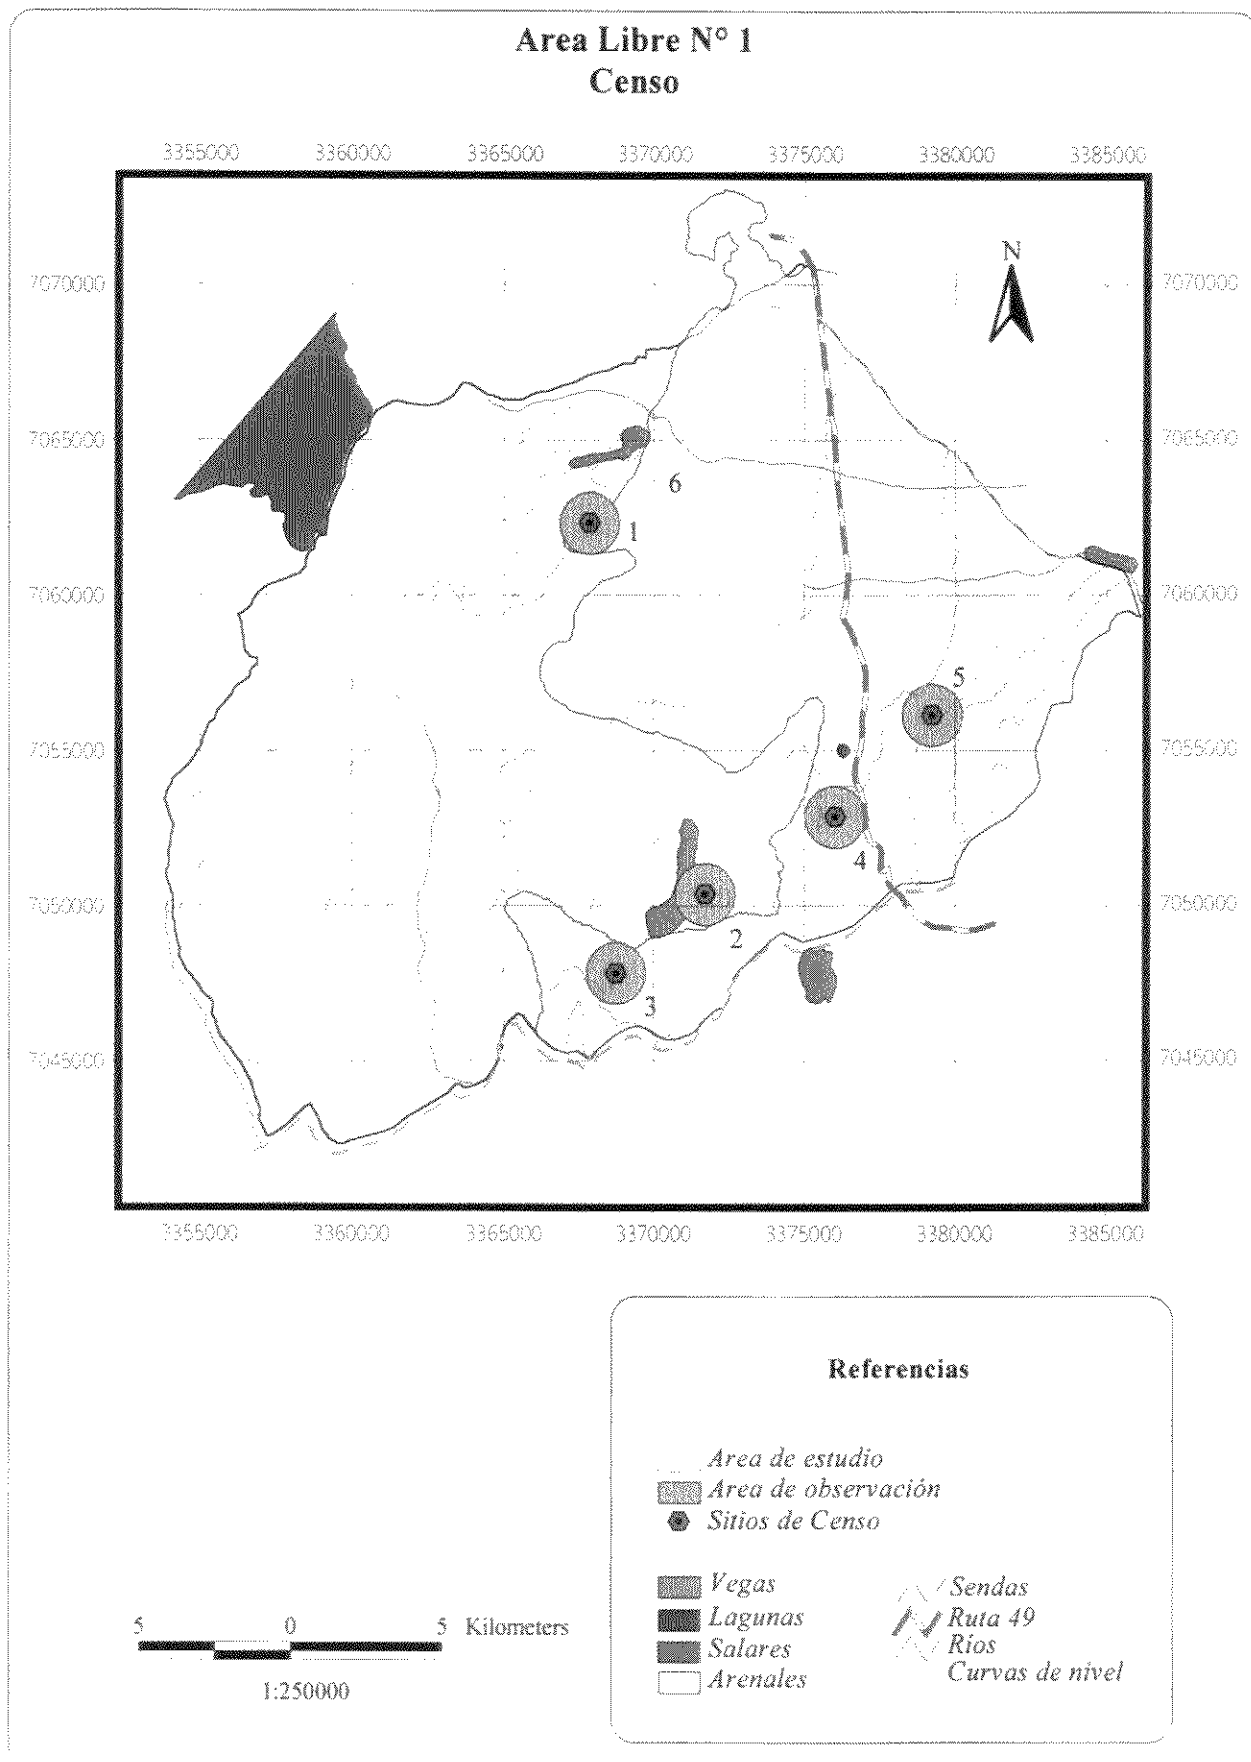 Area Libre N° 1
Censo
3355000 3360000 3365000 3370000 3375000 3380000 3385000
N
7070000 7070000
7065000 7065000
6
1
7060000 7060000
5
7055000 7055000
4
7050000 7050000
2
3
7045000 7045000
3355000 3360000 3365000 3370000 3375000 3380000 3385000
Referencias
Area de estudio
Area de observación
Sitios de Censo
Vegas
Lagunas
Salares
Arenales
Sendas
Ruta 49
Ríos
Curvas de nivel
5 0 5 Kilometers
1:250000